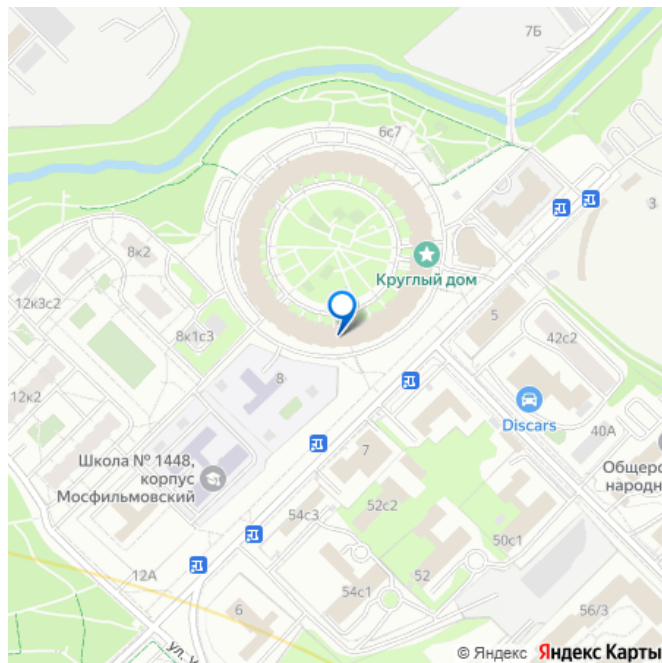 7Б
6с7
3
8к2
Круглый дом
12к3с2
5
8к1с3
42с2
8
12к2
Discars
40А
7
Школа № 1448,
корпус
Мосфильмовский
Общеро
народн
52с2
54с3
50с1
12А
52
54с1
56/3
6
ул. У
© Яндекс Яндекс Карты